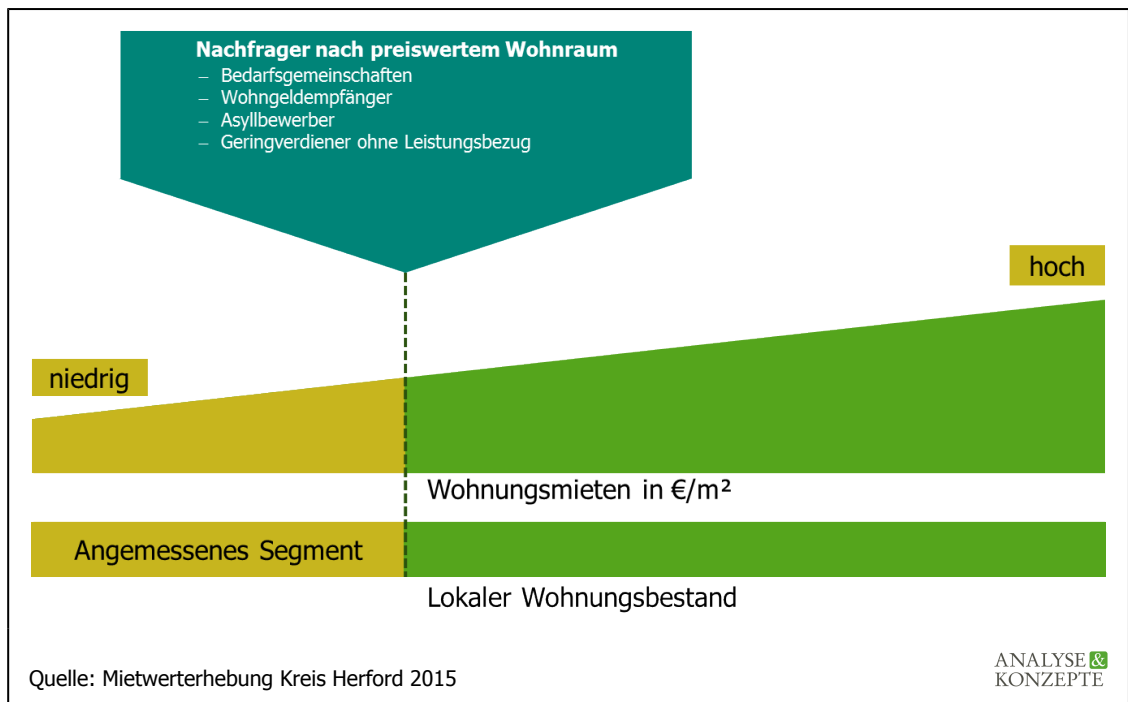 Nachfrager nach preiswertem Wohnraum
– Bedarfsgemeinschaften
– Wohngeldempfänger
– Asyllbewerber
– Geringverdiener ohne Leistungsbezug
hoch
niedrig
Wohnungsmieten in €/m²
Angemessenes Segment
Lokaler Wohnungsbestand
Quelle: Mietwerterhebung Kreis Herford 2015
ANALYSE &
KONZEPTE